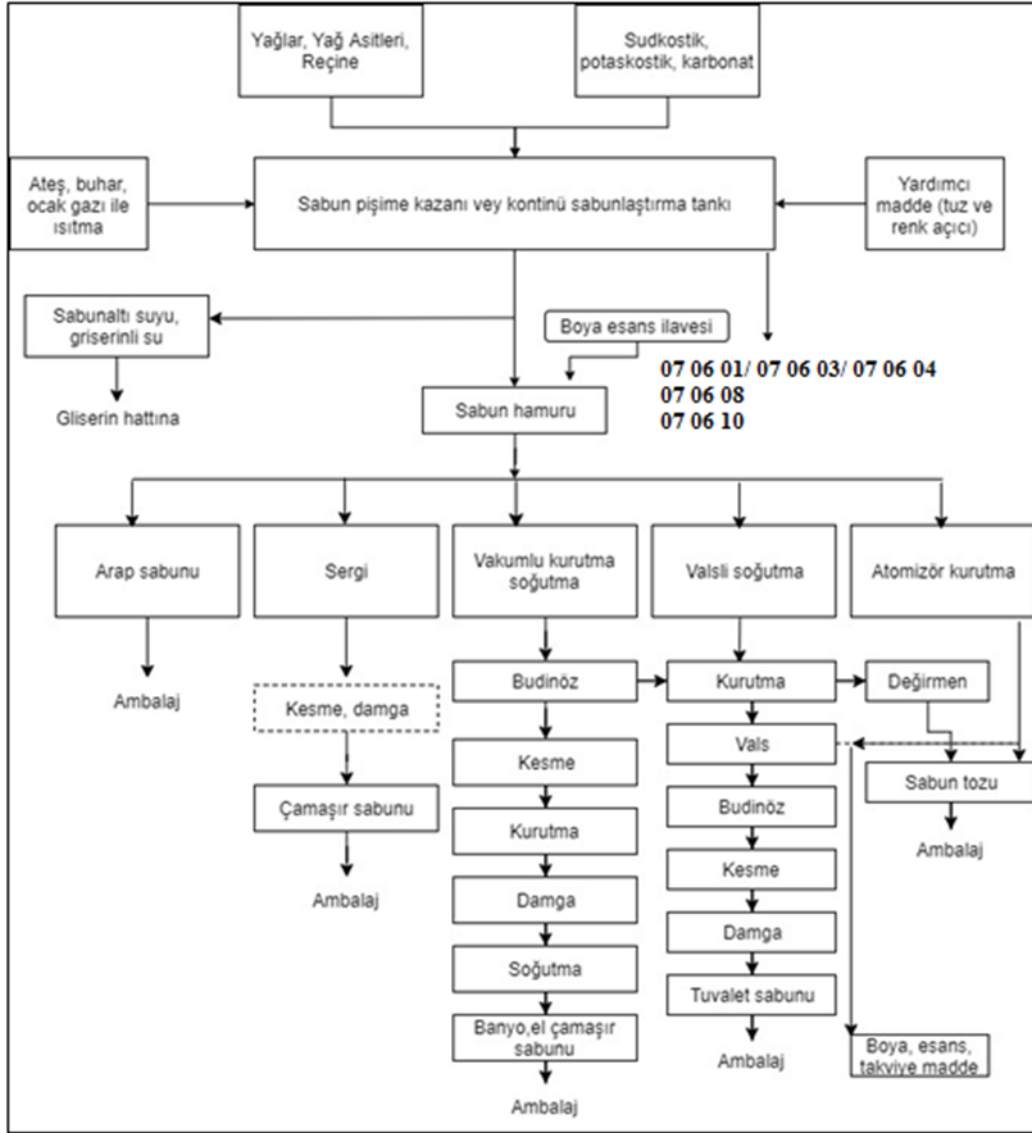 Yağlar, Yağ Asitleri,
Reçine
Sudkostik,
potaskostik, karbonat
Ateş, buhar,
ocak gazı ile
ısıtma
Sabun pişime kazanı vey kontinü sabunlaştırma tankı
Yardımcı
madde (tuz ve
renk açıcı)
Sabunaltı suyu,
griserinli su
Boya esans ilavesi
07 06 01/ 07 06 03/ 07 06 04
07 06 08
07 06 10
Gliserin hattına
Sabun hamuru
Arap sabunu
Sergi
Vakumlu kurutma
soğutma
Valsli soğutma
Atomizör kurutma
Ambalaj
Kesme, damga
Budinöz
Kurutma
Değirmen
Vals
Kesme
Sabun tozu
Çamaşır sabunu
Kurutma
Budinöz
Ambalaj
Ambalaj
Damga
Kesme
Damga
Soğutma
Tuvalet sabunu
Banyo,el çamaşır
sabunu
Ambalaj
Boya, esans,
takviye madde
Ambalaj